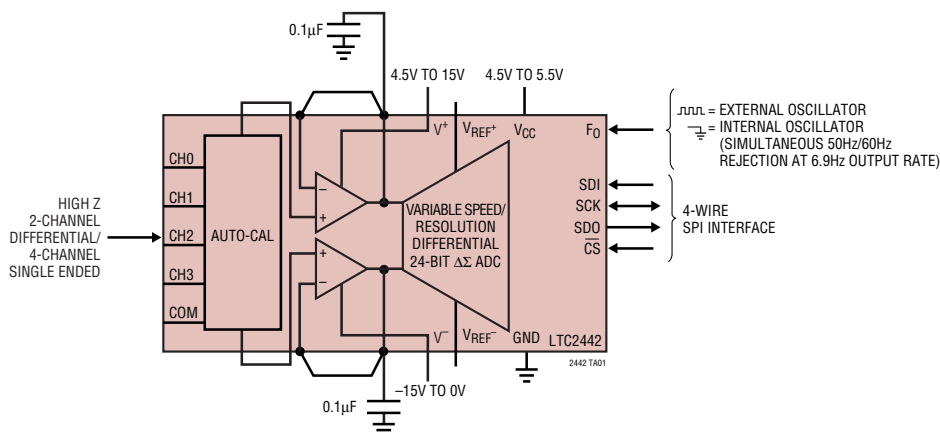 0.1µF
4.5V TO 15V
4.5V TO 5.5V
V+
VREF+
VCC
FO
= EXTERNAL OSCILLATOR
= INTERNAL OSCILLATOR
(SIMULTANEOUS 50Hz/60Hz
REJECTION AT 6.9Hz OUTPUT RATE)
CH0
CH1
CH2
CH3
COM
HIGH Z
2-CHANNEL
DIFFERENTIAL/
4-CHANNEL
SINGLE ENDED
AUTO-CAL
–
+
+
–
VARIABLE SPEED/
RESOLUTION
DIFFERENTIAL
24-BIT ΔΣ ADC
SDI
SCK
SDO
CS
4-WIRE
SPI INTERFACE
V–
VREF–
GND
LTC2442
2442 TA01
–15V TO 0V
0.1µF